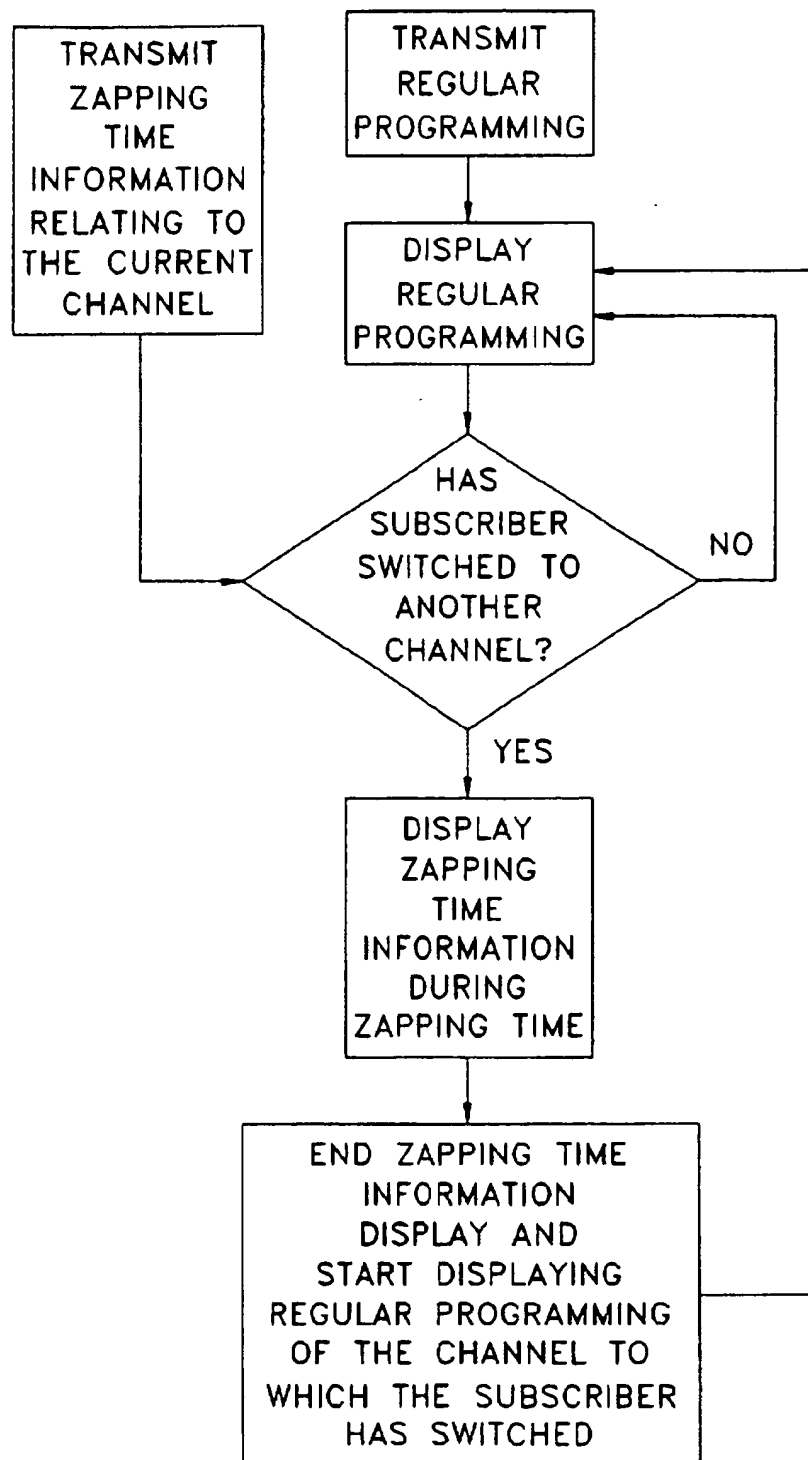 TRANSMIT
ZAPPING
TIME
INFORMATION
RELATING TO
THE CURRENT
CHANNEL
TRANSMIT
REGULAR
PROGRAMMING
DISPLAY
REGULAR
PROGRAMMING
HAS
SUBSCRIBER
SWITCHED TO
ANOTHER
CHANNEL?
NO
YES
DISPLAY
ZAPPING
TIME
INFORMATION
DURING
ZAPPING TIME
END ZAPPING TIME
INFORMATION
DISPLAY AND
START DISPLAYING
REGULAR PROGRAMMING
OF THE CHANNEL TO
WHICH THE SUBSCRIBER
HAS SWITCHED